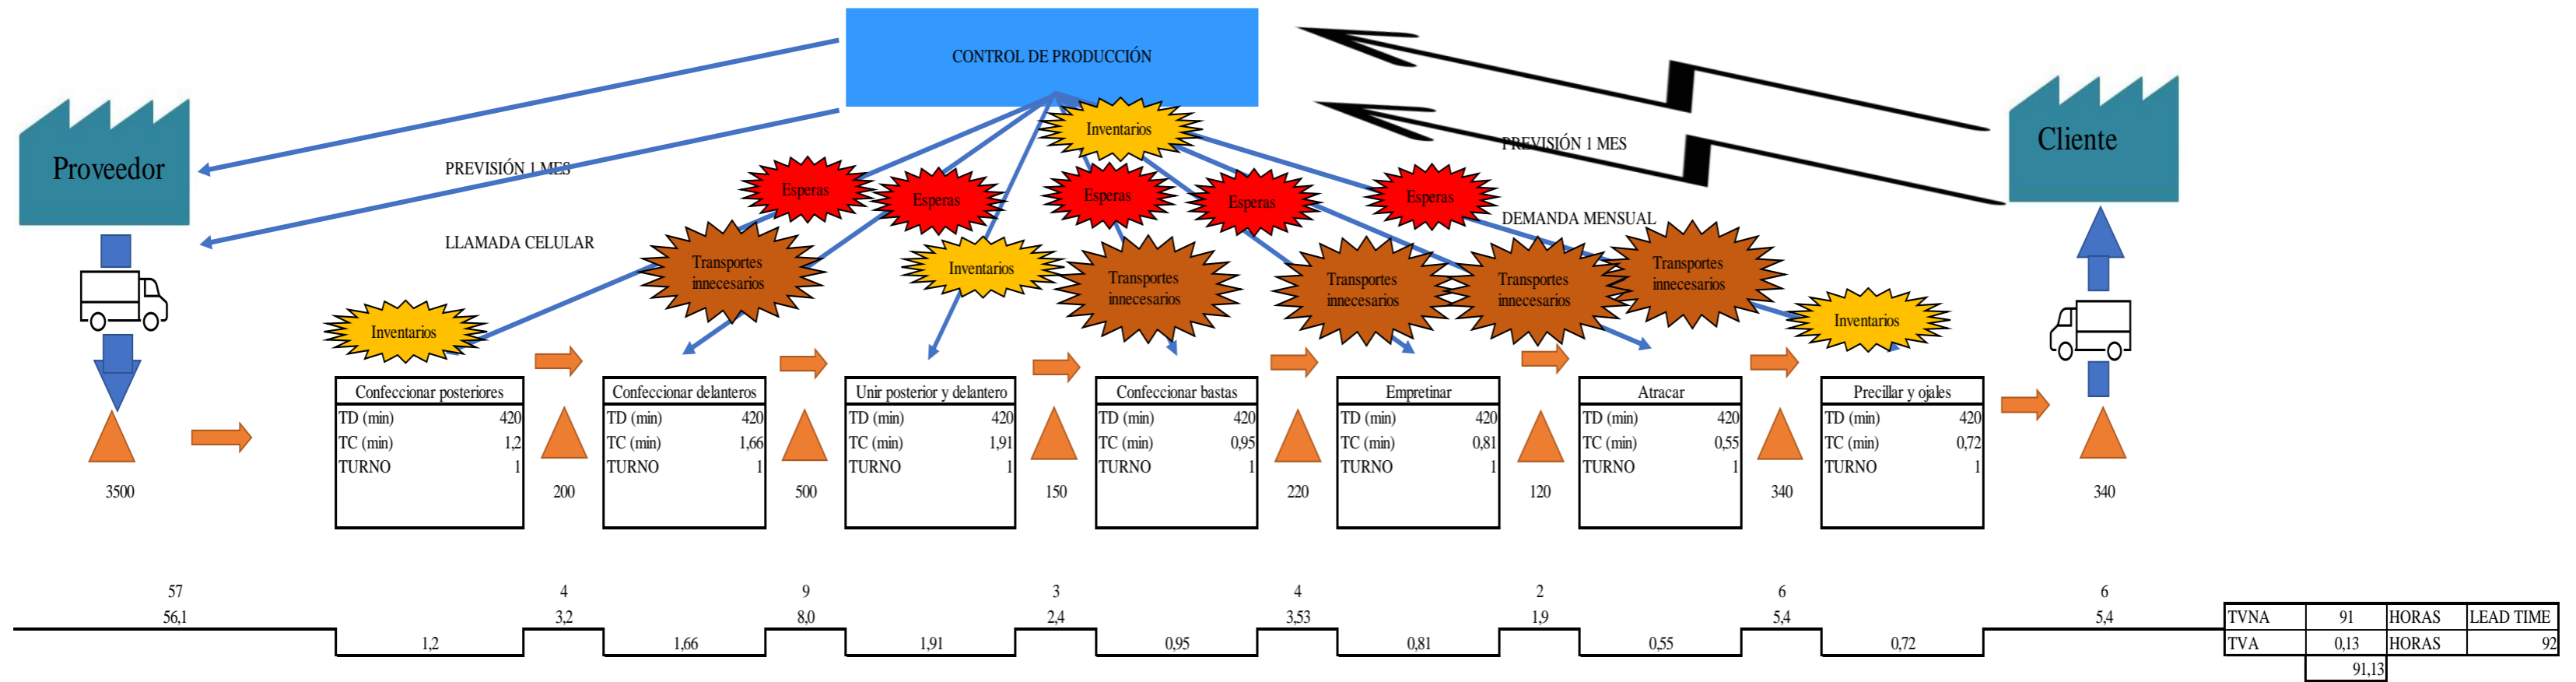 CONTROL DE PRODUCCIÓN
Proveedor
Cliente
PREVISIÓN 1 MES
LLAMADA CELULAR
PREVISIÓN 1 MES
DEMANDA MENSUAL
Inventarios
Esperas
Esperas
Esperas
Esperas
Esperas
Transportes
innecesarios
Inventarios
Transportes
innecesarios
Transportes
innecesarios
Transportes
innecesarios
Transportes
innecesarios
Inventarios
Inventarios
Confeccionar posteriores
TD (min) 420
TC (min) 1,2
TURNO 1
Confeccionar delanteros
TD (min) 420
TC (min) 1,66
TURNO 1
Unir posterior y delantero
TD (min) 420
TC (min) 1,91
TURNO 1
Confeccionar bastas
TD (min) 420
TC (min) 0,95
TURNO 1
Empretinar
TD (min) 420
TC (min) 0,81
TURNO 1
Atracar
TD (min) 420
TC (min) 0,55
TURNO 1
Precillar y ojales
TD (min) 420
TC (min) 0,72
TURNO 1
3500 200 500 150 220 120 340 340
57 4 9 3 4 2 6 6
56,1 3,2 8,0 2,4 3,53 1,9 5,4 5,4
1,2 1,66 1,91 0,95 0,81 0,55 0,72
TVNA 91 HORAS LEAD TIME
TVA 0,13 HORAS 92
91,13